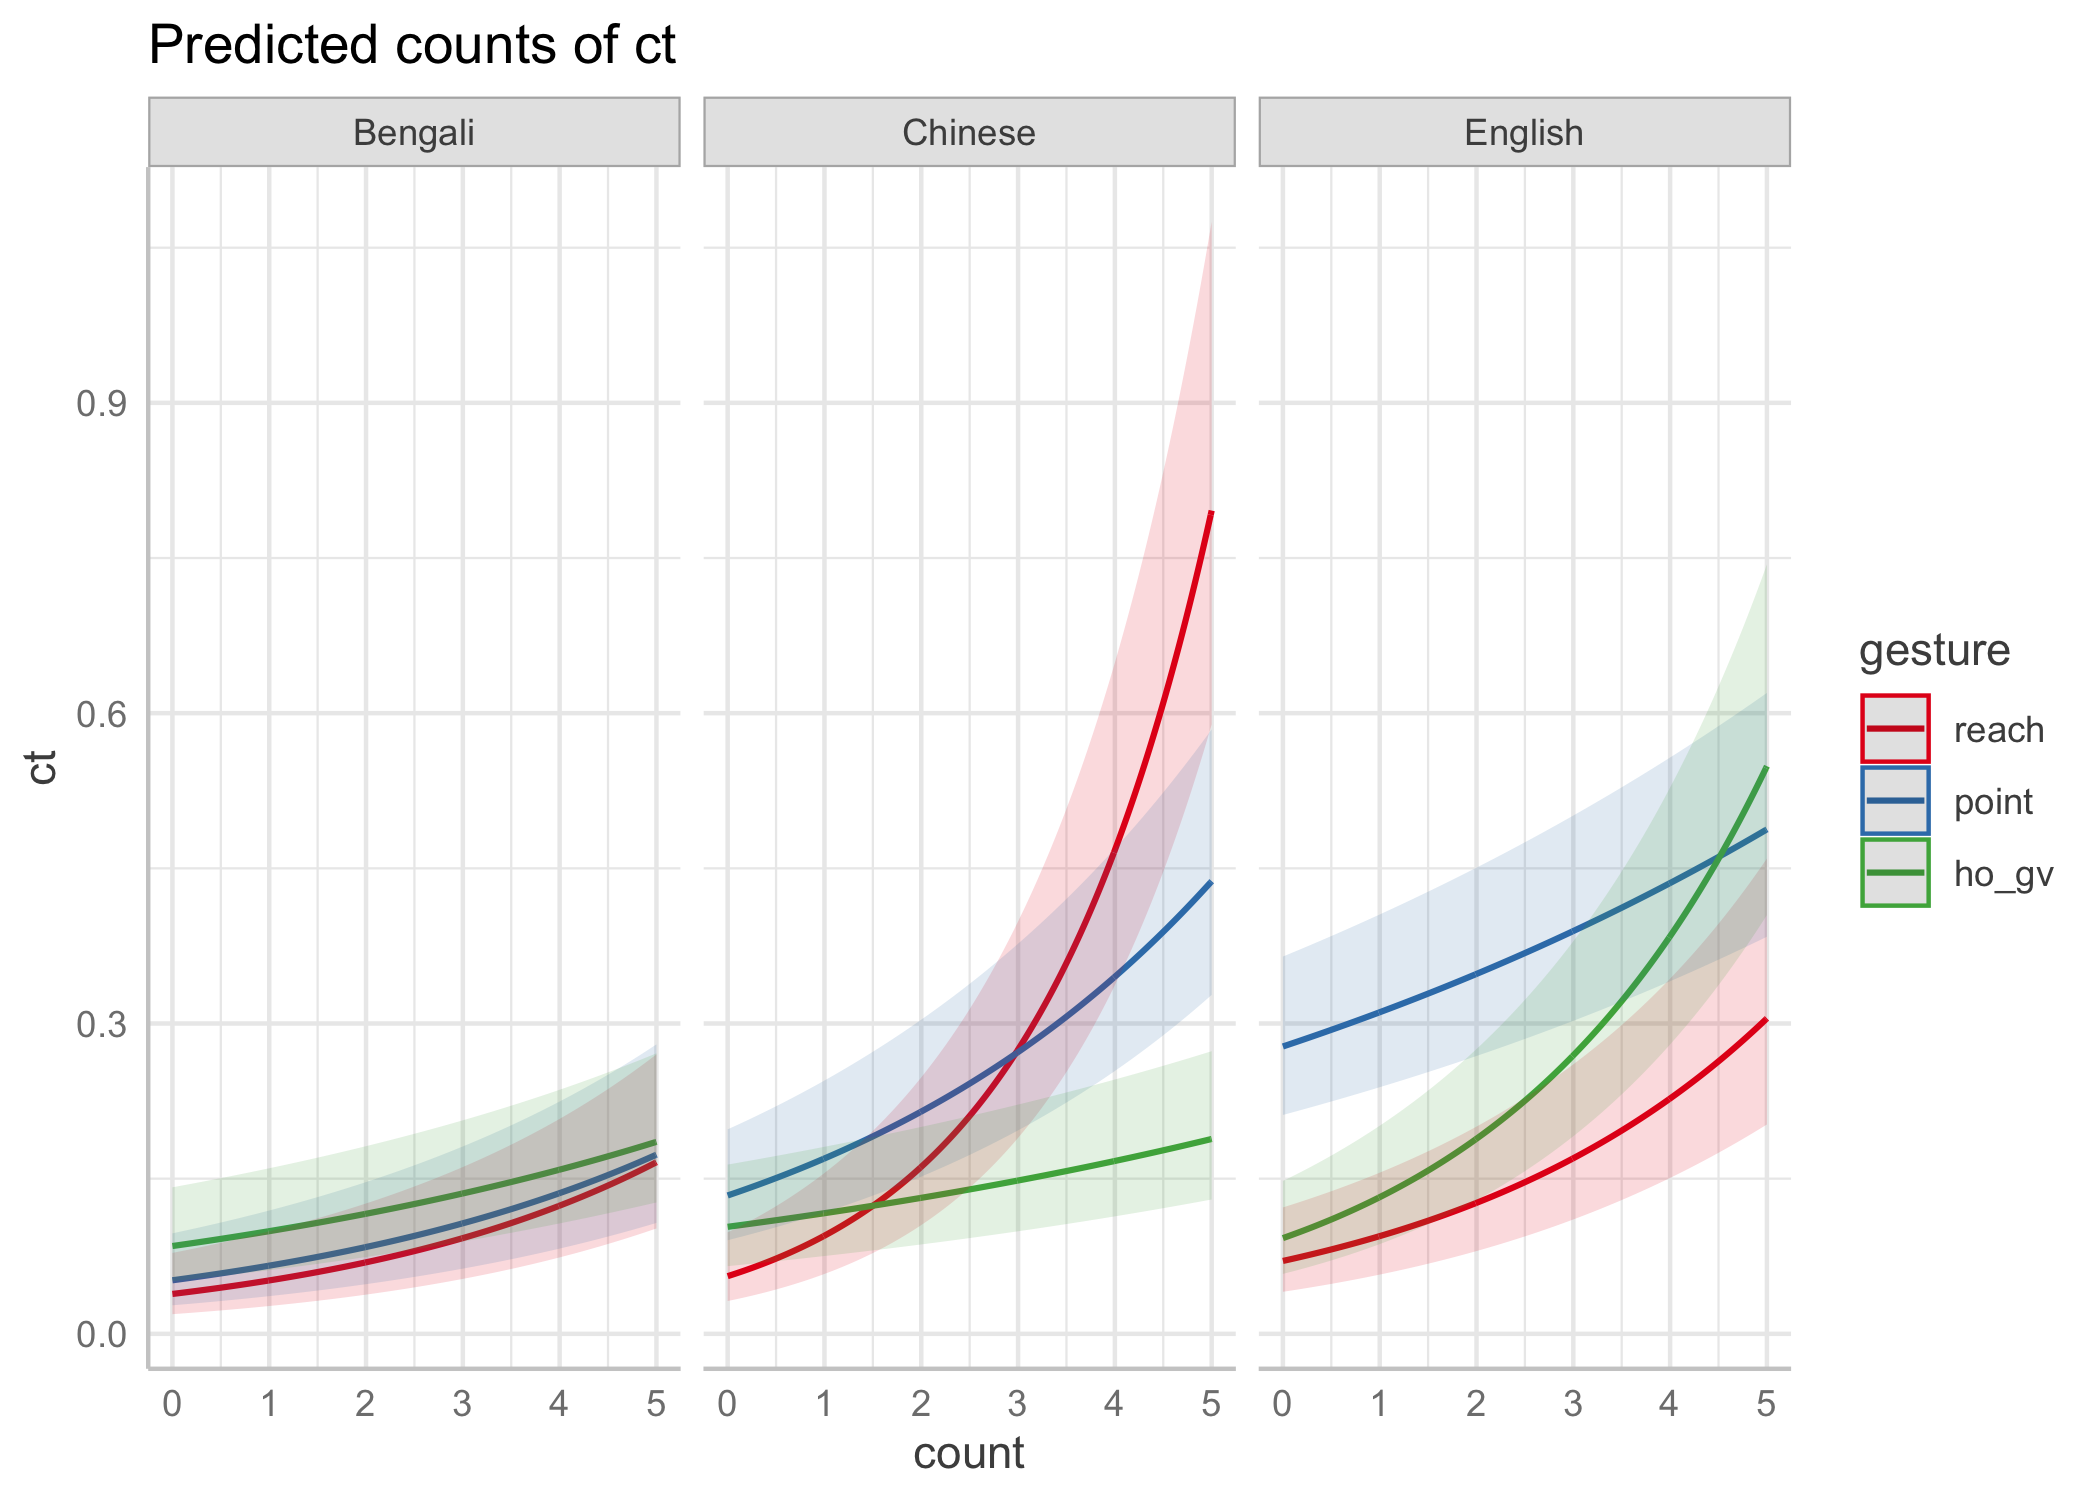 Predicted counts of ct
Bengali Chinese English
0.9
0.6
0.3
0.0
ct
0 1 2 3 4 5 0 1 2 3 4 5 0 1 2 3 4 5
count
gesture
reach
point
ho_gv